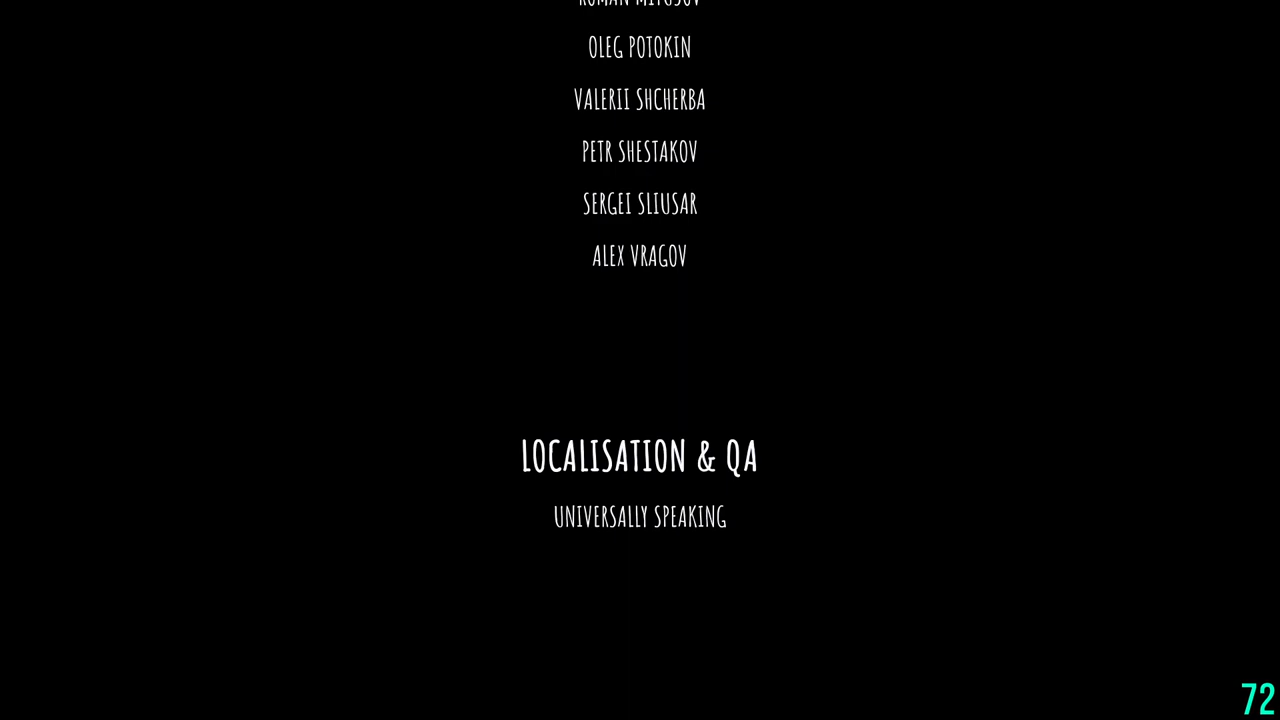 OLEG POTOKIN
VALERII SHCHERBA
PETR SHESTAKOV
SERGEI SLIUSAR
ALEX VRAGOV
LOCALISATION & QA
UNIVERSALLY SPEAKING
72